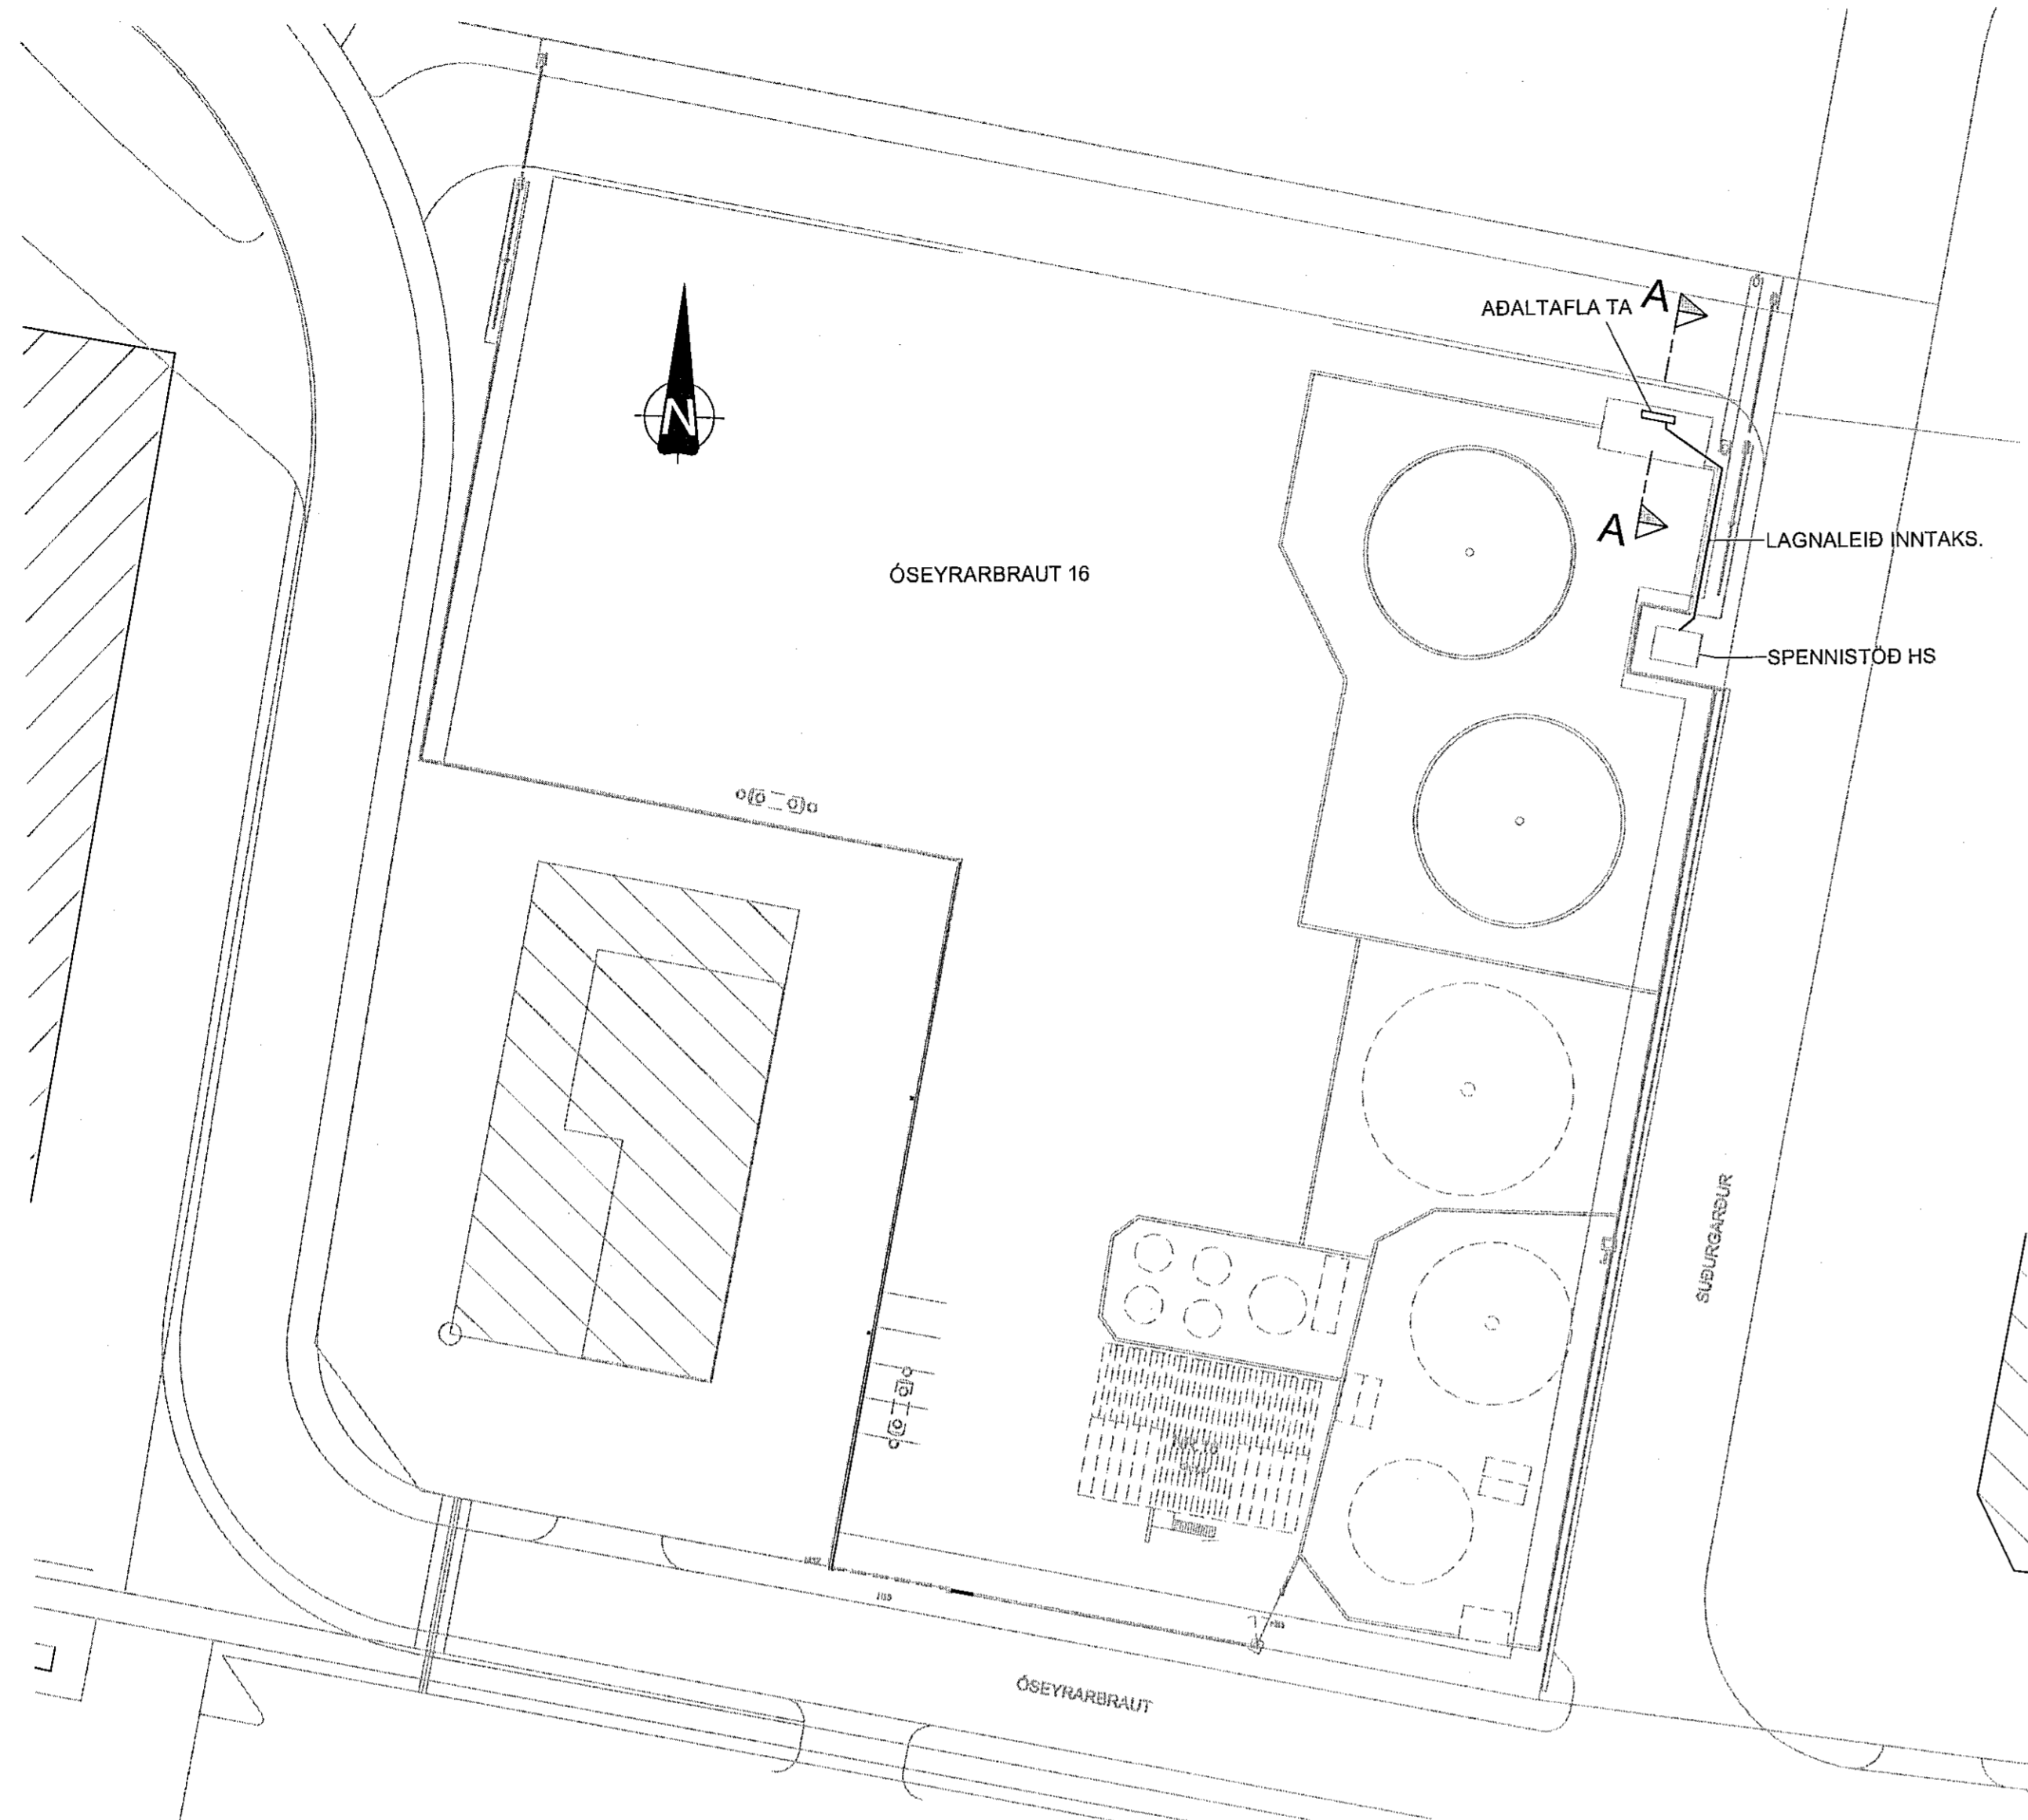 AÐALTAFLA TA
A
N
A
LAGNALEIÐ INNTAKS.
ÓSEYRARBRAUT 16
SPENNISTÖÐ HS
SUÐURGARÐUR
ÓSEYRARBRAUT